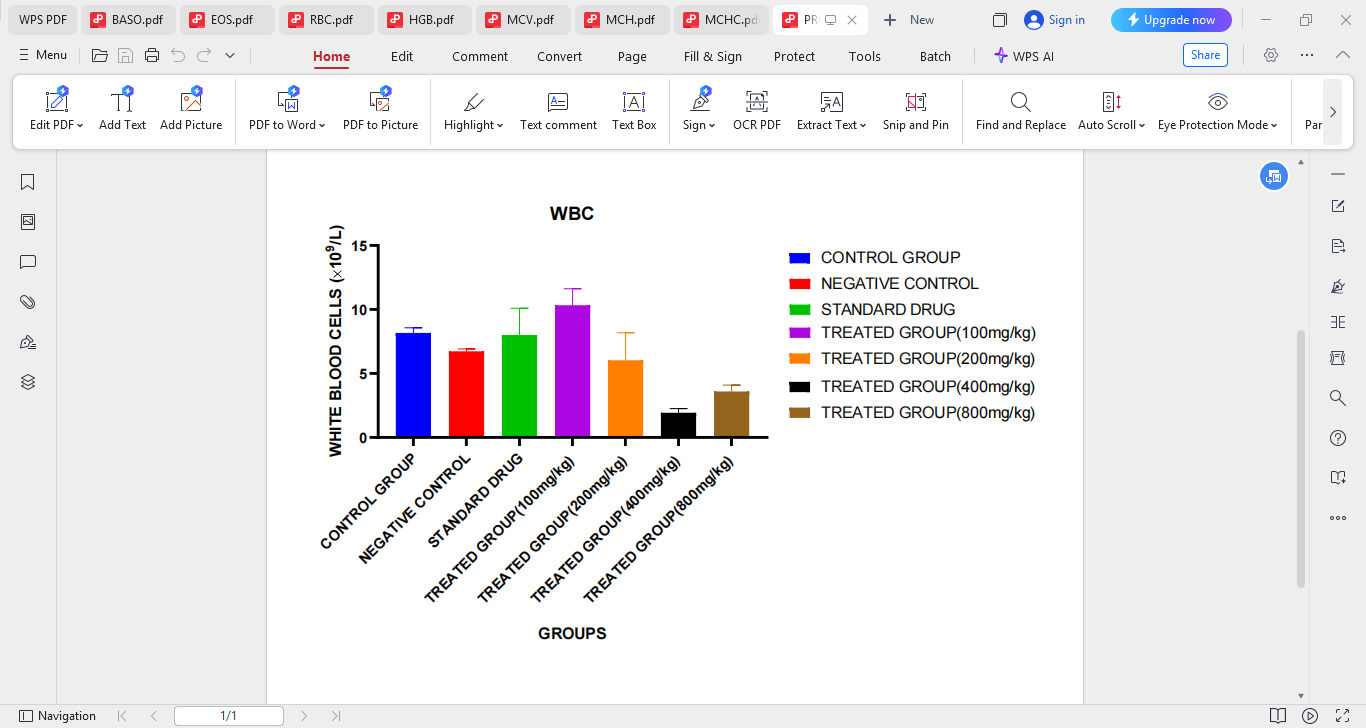 WPS PDF BASO.pdf EOS.pdf RBC.pdf HGB.pdf MCV.pdf MCH.pdf MCHC.pd PR New Sign in Upgrade now
Menu Home Edit Comment Convert Page Fill & Sign Protect Tools Batch WPS AI Share
Edit PDF Add Text Add Picture PDF to Word PDF to Picture Highlight Text comment Text Box Sign OCR PDF Extract Text Snip and Pin Find and Replace Auto Scroll Eye Protection Mode Par
WBC
WHITE BLOOD CELLS (×10⁹/L)
15
10
5
0
CONTROL GROUP
NEGATIVE CONTROL
STANDARD DRUG
TREATED GROUP(100mg/kg)
TREATED GROUP(200mg/kg)
TREATED GROUP(400mg/kg)
TREATED GROUP(800mg/kg)
GROUPS
CONTROL GROUP
NEGATIVE CONTROL
STANDARD DRUG
TREATED GROUP(100mg/kg)
TREATED GROUP(200mg/kg)
TREATED GROUP(400mg/kg)
TREATED GROUP(800mg/kg)
Navigation 1/1